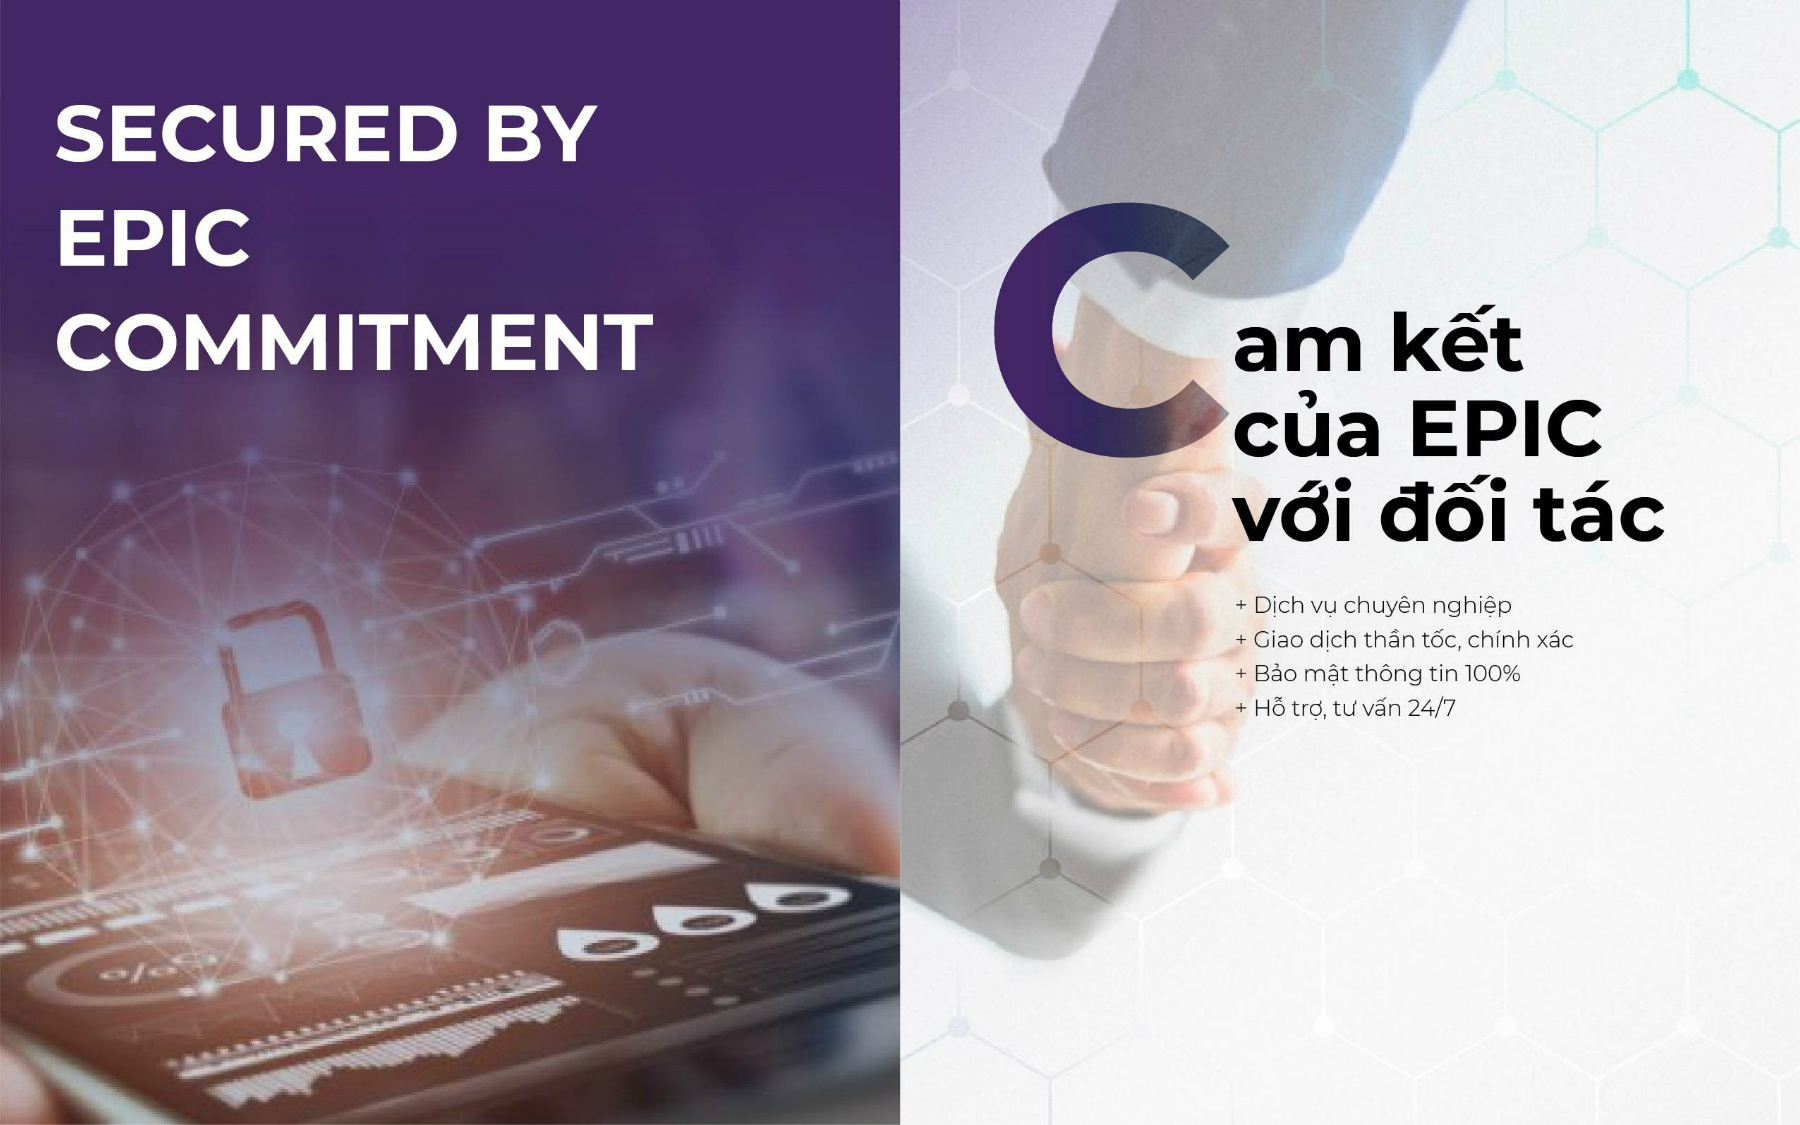 SECURED BY
EPIC
COMMITMENT
Cam kết
của EPIC
với đối tác
+ Dịch vụ chuyên nghiệp
+ Giao dịch thần tốc, chính xác
+ Bảo mật thông tin 100%
+ Hỗ trợ, tư vấn 24/7